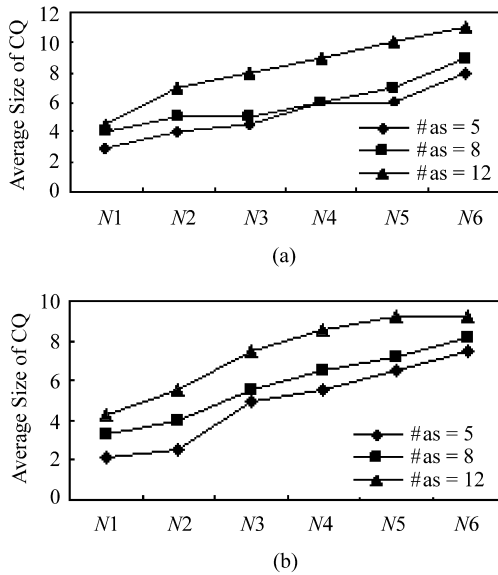 Average Size of CQ
12
10
8
6
4
2
0
#as = 5
#as = 8
#as = 12
N1 N2 N3 N4 N5 N6
(a)
Average Size of CQ
10
8
6
4
2
0
#as = 5
#as = 8
#as = 12
N1 N2 N3 N4 N5 N6
(b)